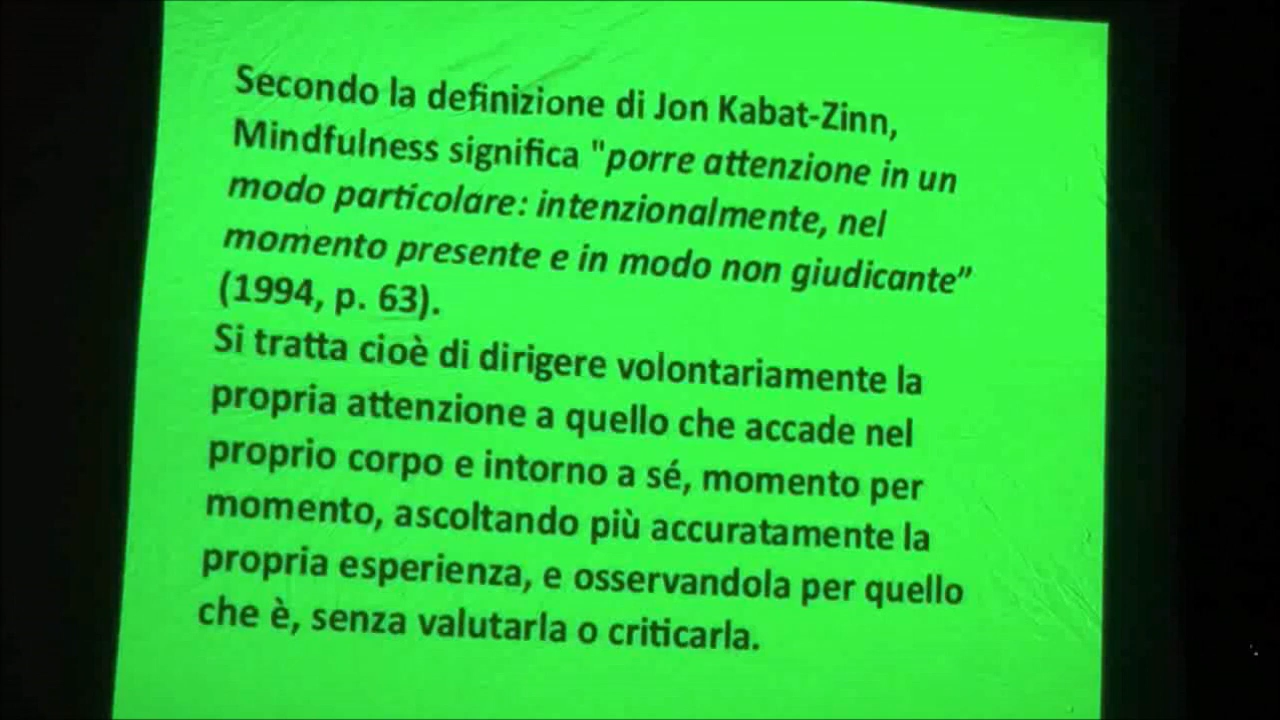 Secondo la definizione di Jon Kabat-Zinn,
Mindfulness significa "porre attenzione in un
modo particolare: intenzionalmente, nel
momento presente e in modo non giudicante”
(1994, p. 63).
Si tratta cioè di dirigere volontariamente la
propria attenzione a quello che accade nel
proprio corpo e intorno a sé, momento per
momento, ascoltando più accuratamente la
propria esperienza, e osservandola per quello
che è, senza valutarla o criticarla.